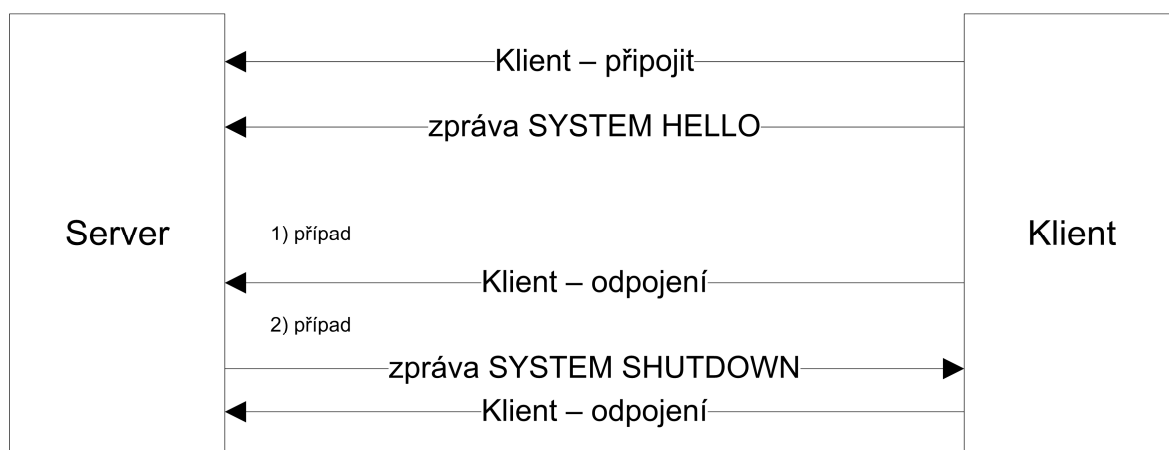 Klient – připojit
zpráva SYSTEM HELLO
Server
1) případ
Klient
Klient – odpojení
2) případ
zpráva SYSTEM SHUTDOWN
Klient – odpojení